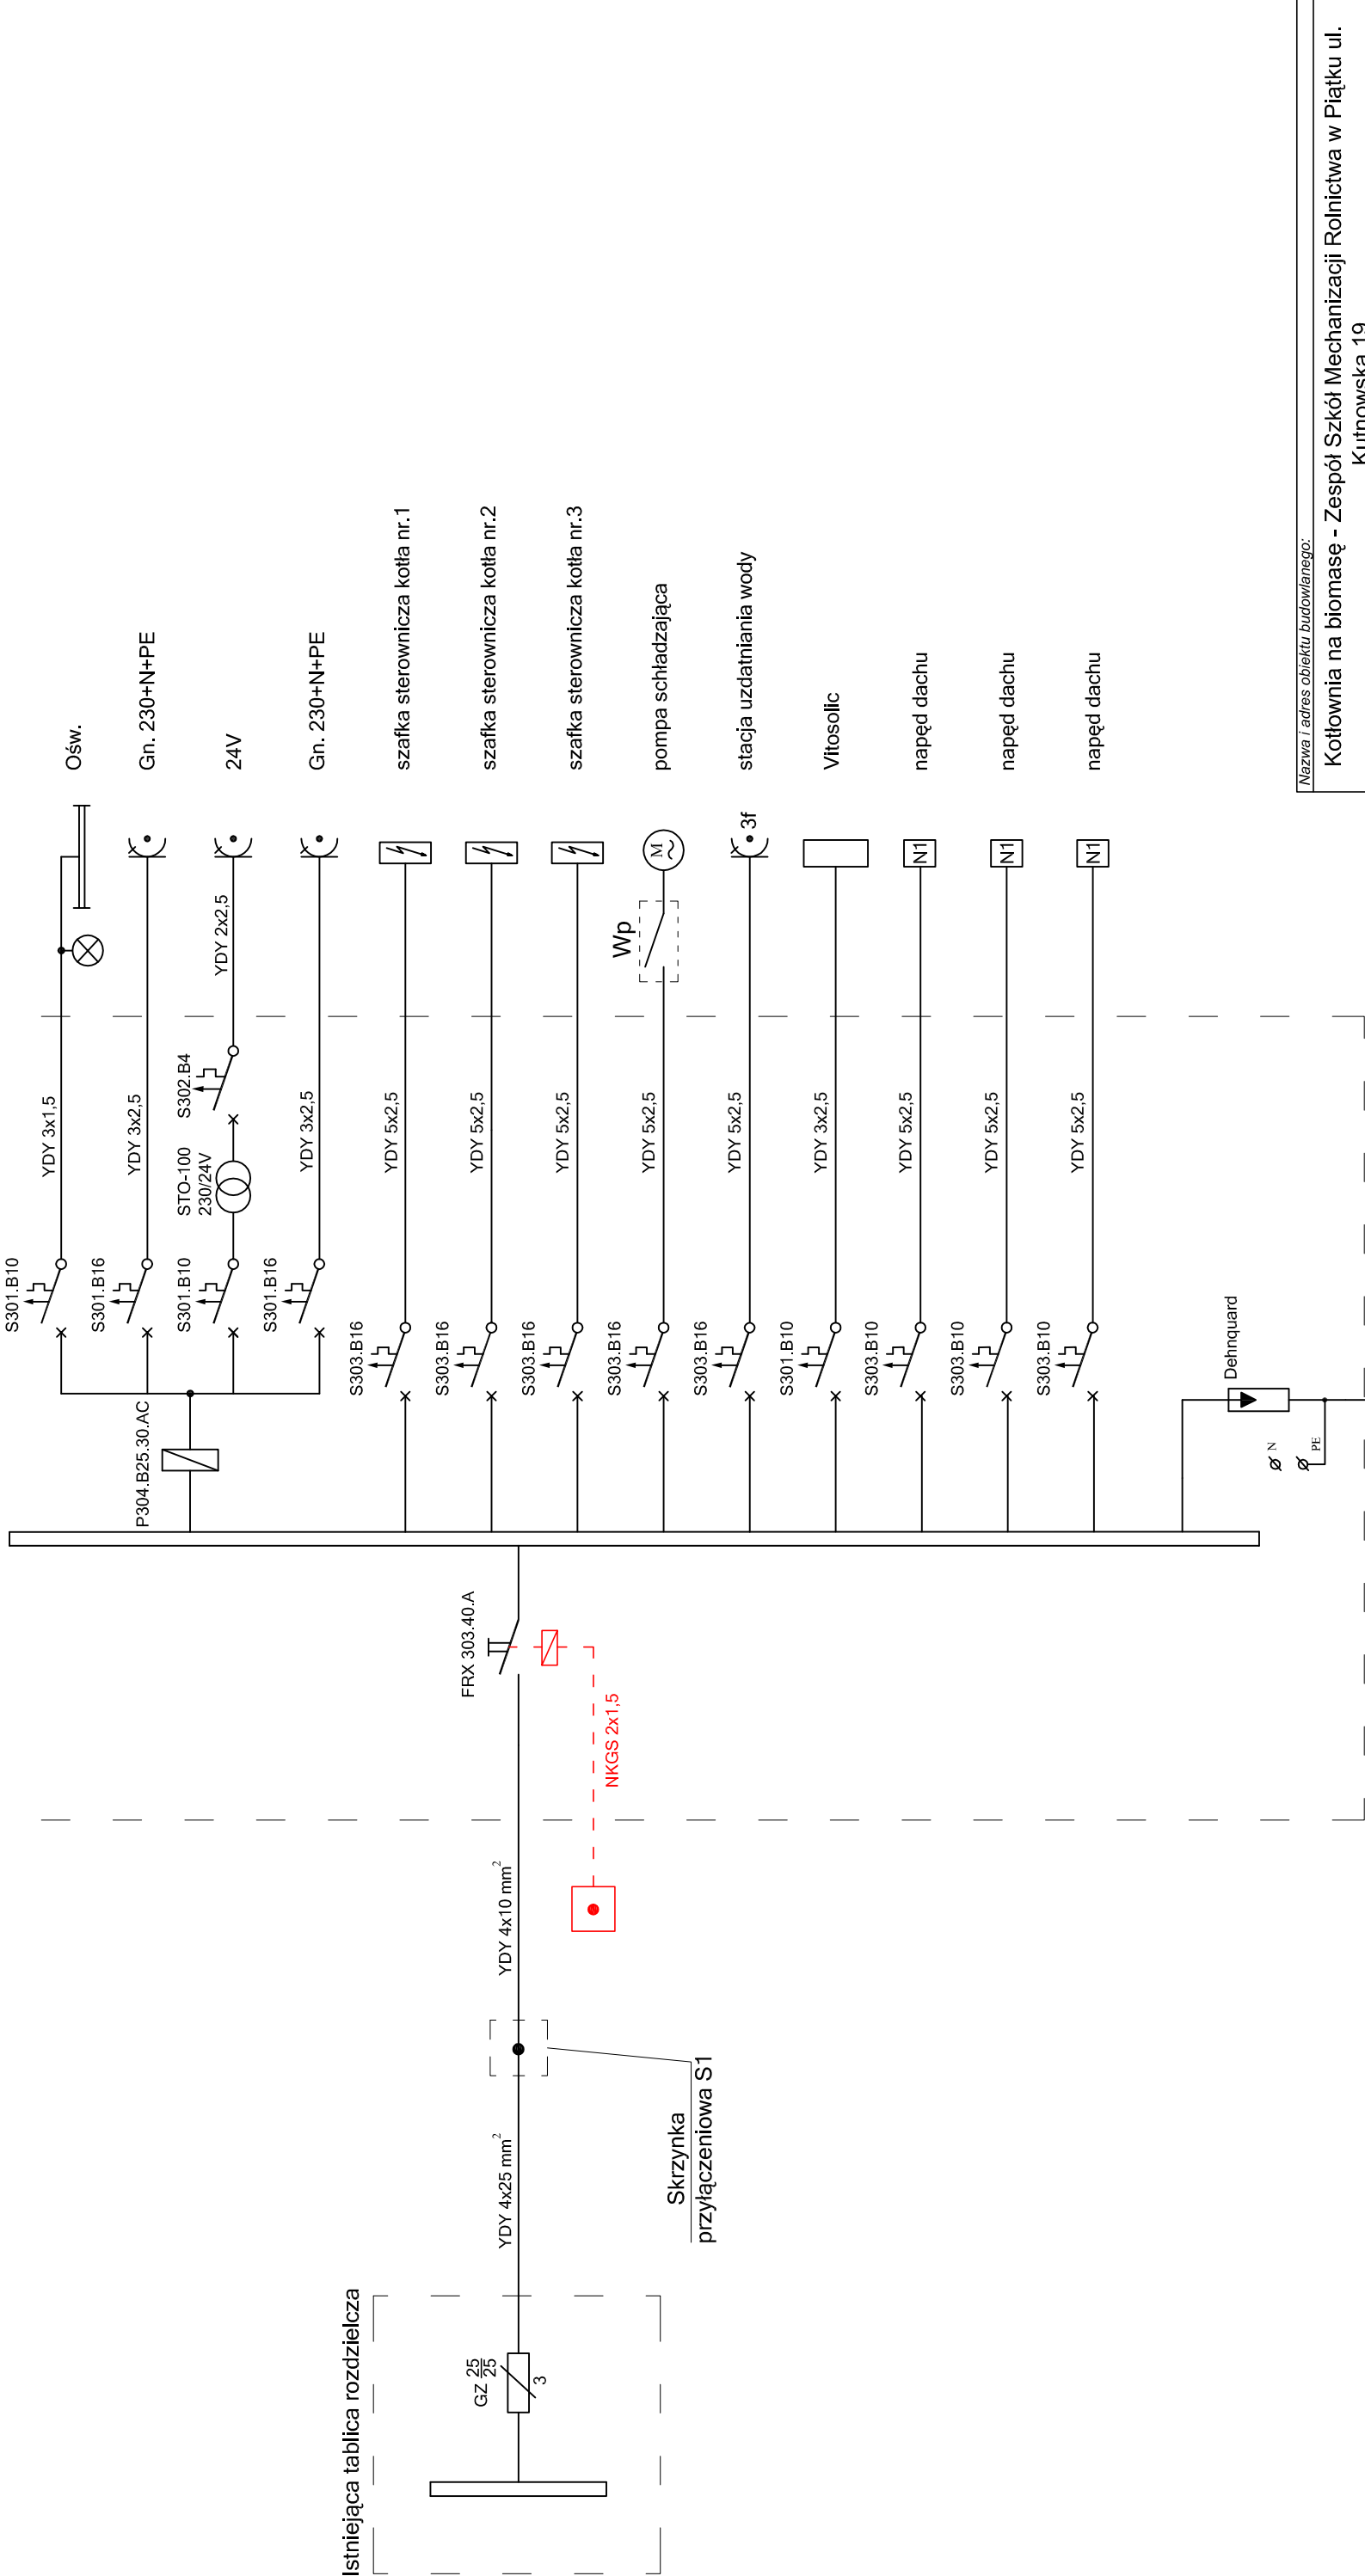 Istniejąca tablica rozdzielcza
GZ 25
25
3
YDY 4x25 mm²
Skrzynka
przyłączeniowa S1
YDY 4x10 mm²
NKGS 2x1,5
FRX 303.40.A
P304.B25.30.AC
S301.B10
YDY 3x1,5
Ośw.
S301.B16
YDY 3x2,5
Gn. 230+N+PE
S301.B10
STO-100
230/24V
S302.B4
YDY 2x2,5
24V
S301.B16
YDY 3x2,5
Gn. 230+N+PE
S303.B16
YDY 5x2,5
szafka sterownicza kotła nr.1
S303.B16
YDY 5x2,5
szafka sterownicza kotła nr.2
S303.B16
YDY 5x2,5
szafka sterownicza kotła nr.3
S303.B16
YDY 5x2,5
Wp
M
~
pompa schładzająca
S303.B16
YDY 5x2,5
3f
stacja uzdatniania wody
S301.B10
YDY 3x2,5
Vitosolic
S303.B10
YDY 5x2,5
N1
napęd dachu
S303.B10
YDY 5x2,5
N1
napęd dachu
S303.B10
YDY 5x2,5
N1
napęd dachu
Dehnquard
N
PE
Nazwa i adres obiektu budowlanego:
Kotłownia na biomasę - Zespół Szkół Mechanizacji Rolnictwa w Piątku ul.
Kutnowska 19